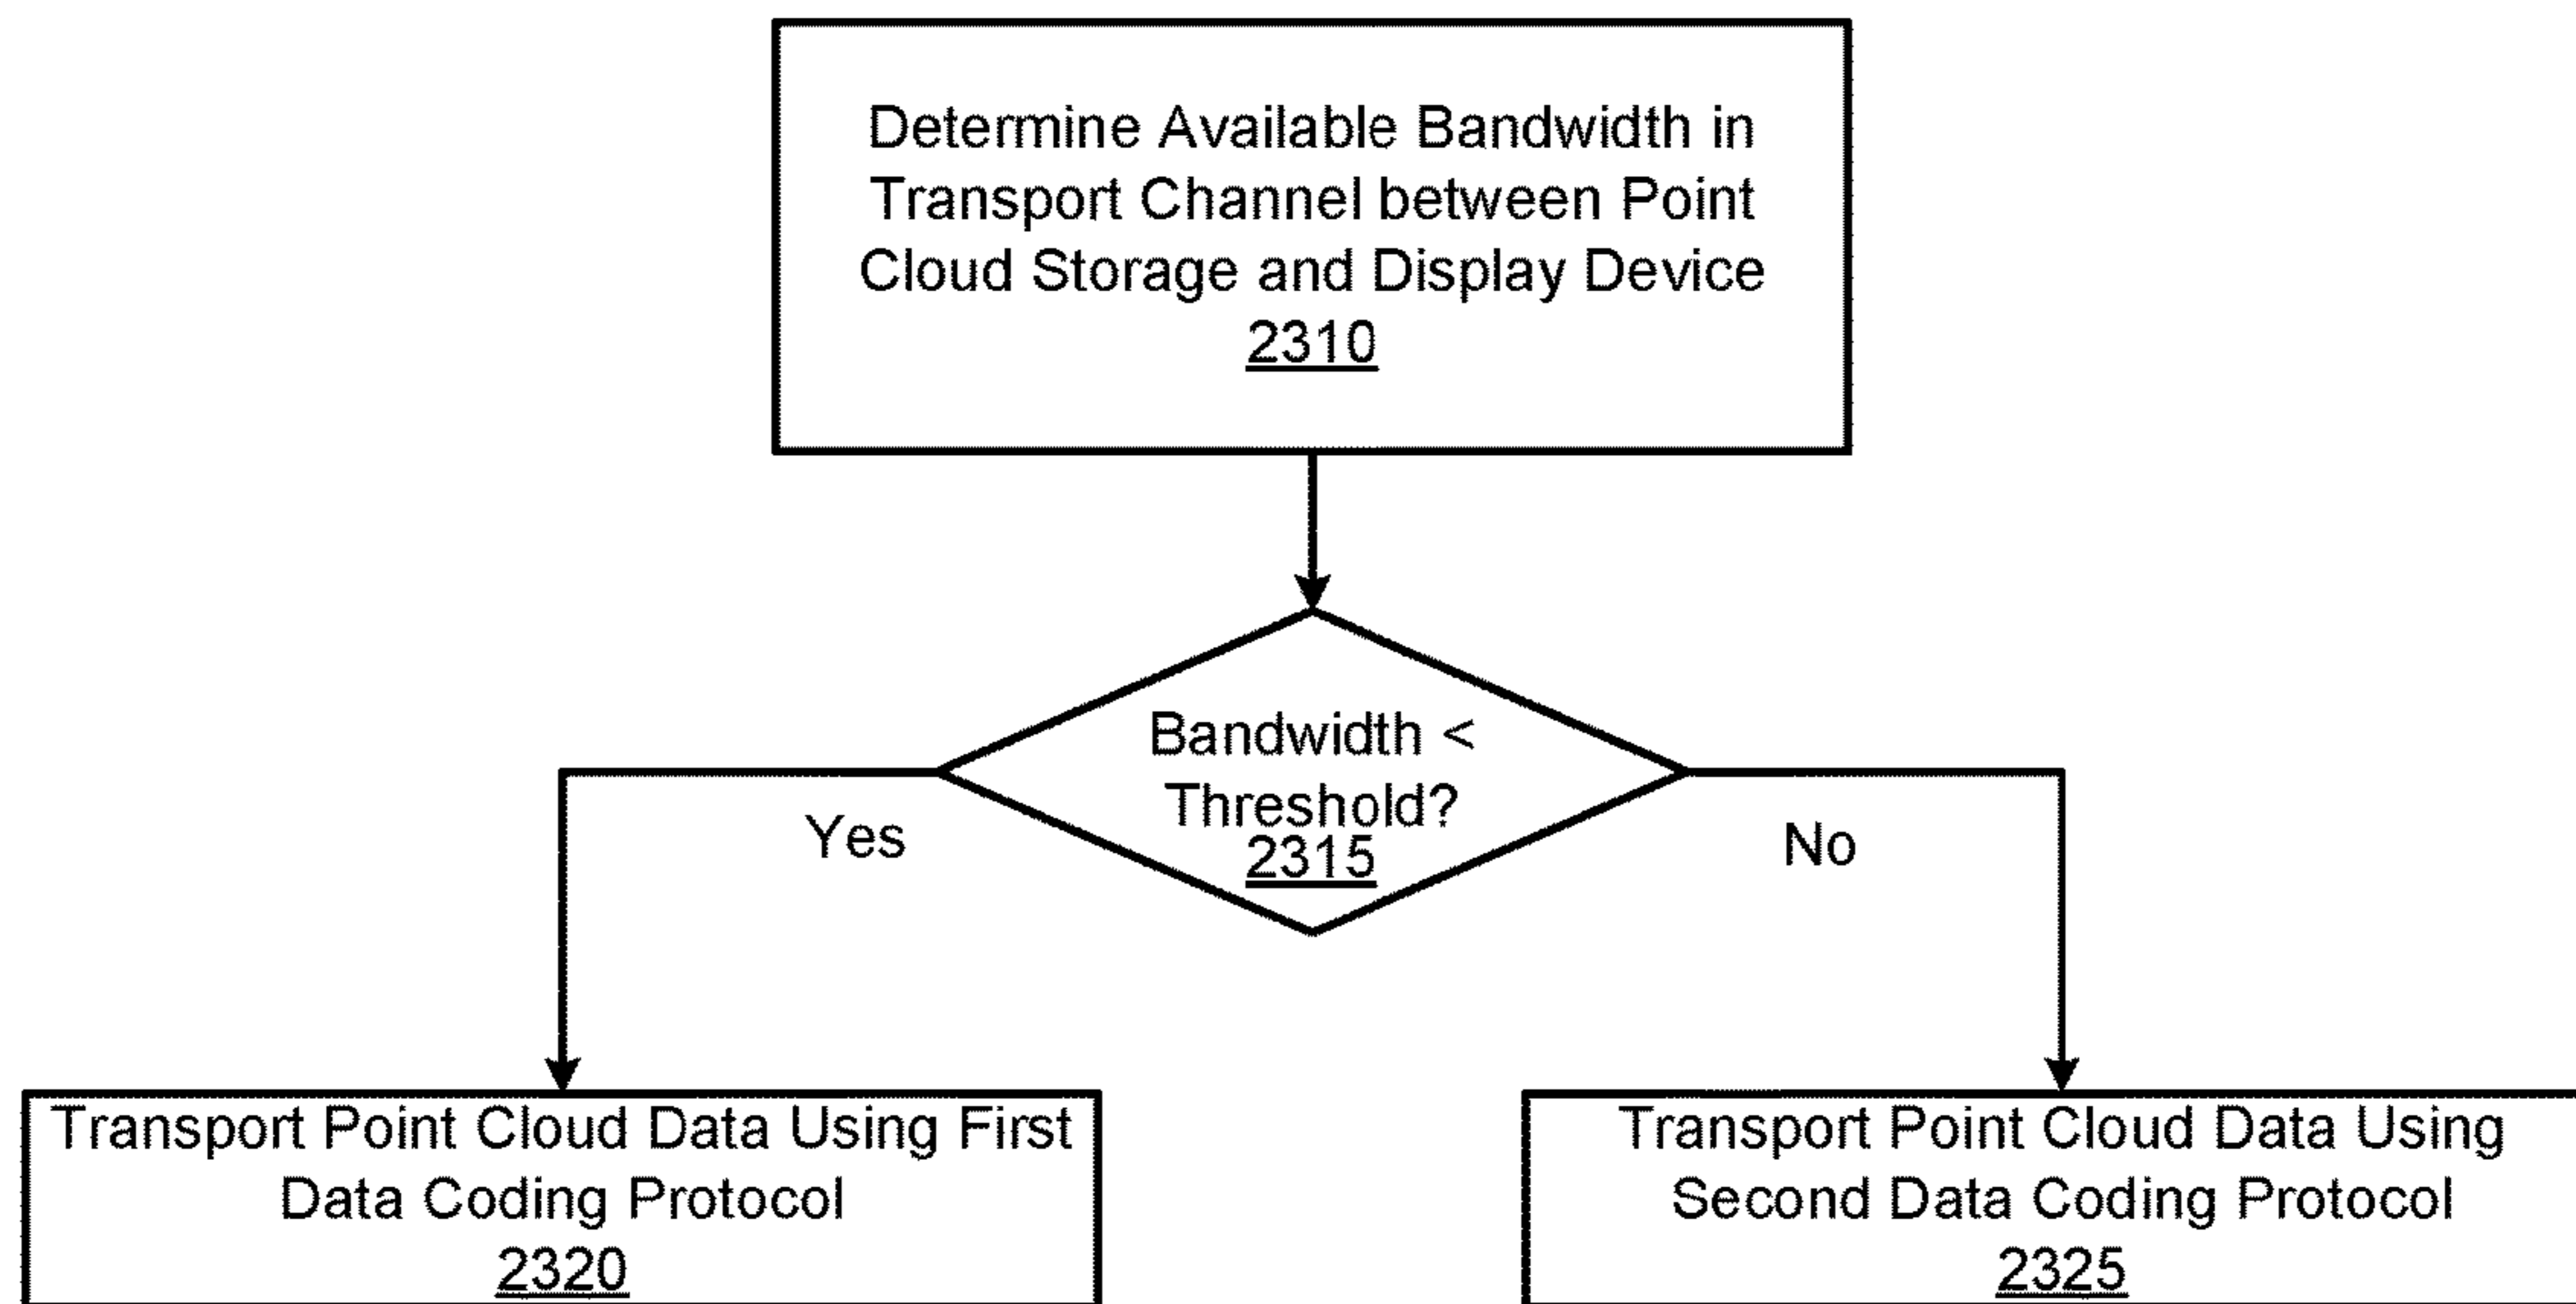 Determine Available Bandwidth in
Transport Channel between Point
Cloud Storage and Display Device
2310
Bandwidth <
Threshold?
2315
Yes
No
Transport Point Cloud Data Using First
Data Coding Protocol
2320
Transport Point Cloud Data Using
Second Data Coding Protocol
2325